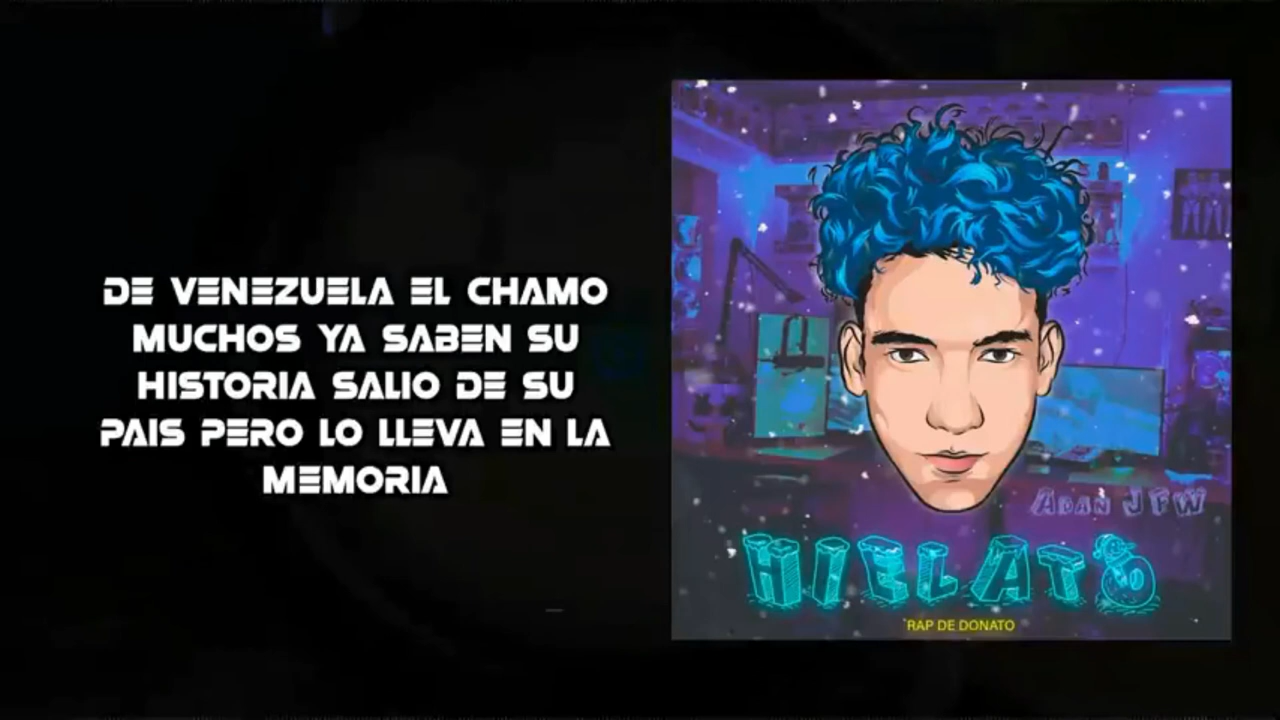 DE VENEZUELA EL CHAMO
MUCHOS YA SABEN SU
HISTORIA SALIO DE SU
PAIS PERO LO LLEVA EN LA
MEMORIA
ADAN JFW
HIELATO
RAP DE DONATO